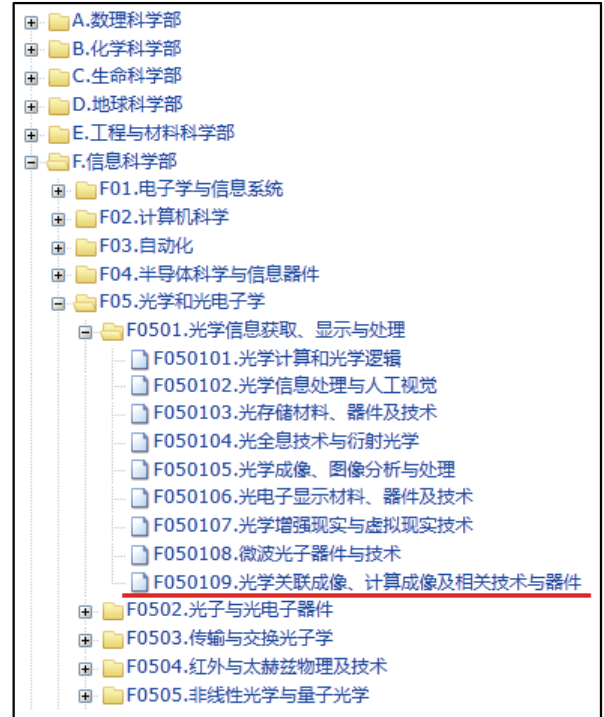 A.数理科学部
B.化学科学部
C.生命科学部
D.地球科学部
E.工程与材料科学部
F.信息科学部
F01.电子学与信息系统
F02.计算机科学
F03.自动化
F04.半导体科学与信息器件
F05.光学和光电子学
F0501.光学信息获取、显示与处理
F050101.光学计算和光学逻辑
F050102.光学信息处理与人工视觉
F050103.光存储材料、器件及技术
F050104.光全息技术与衍射光学
F050105.光学成像、图像分析与处理
F050106.光电子显示材料、器件及技术
F050107.光学增强现实与虚拟现实技术
F050108.微波光子器件与技术
F050109.光学关联成像、计算成像及相关技术与器件
F0502.光子与光电子器件
F0503.传输与交换光子学
F0504.红外与太赫兹物理及技术
F0505.非线性光学与量子光学